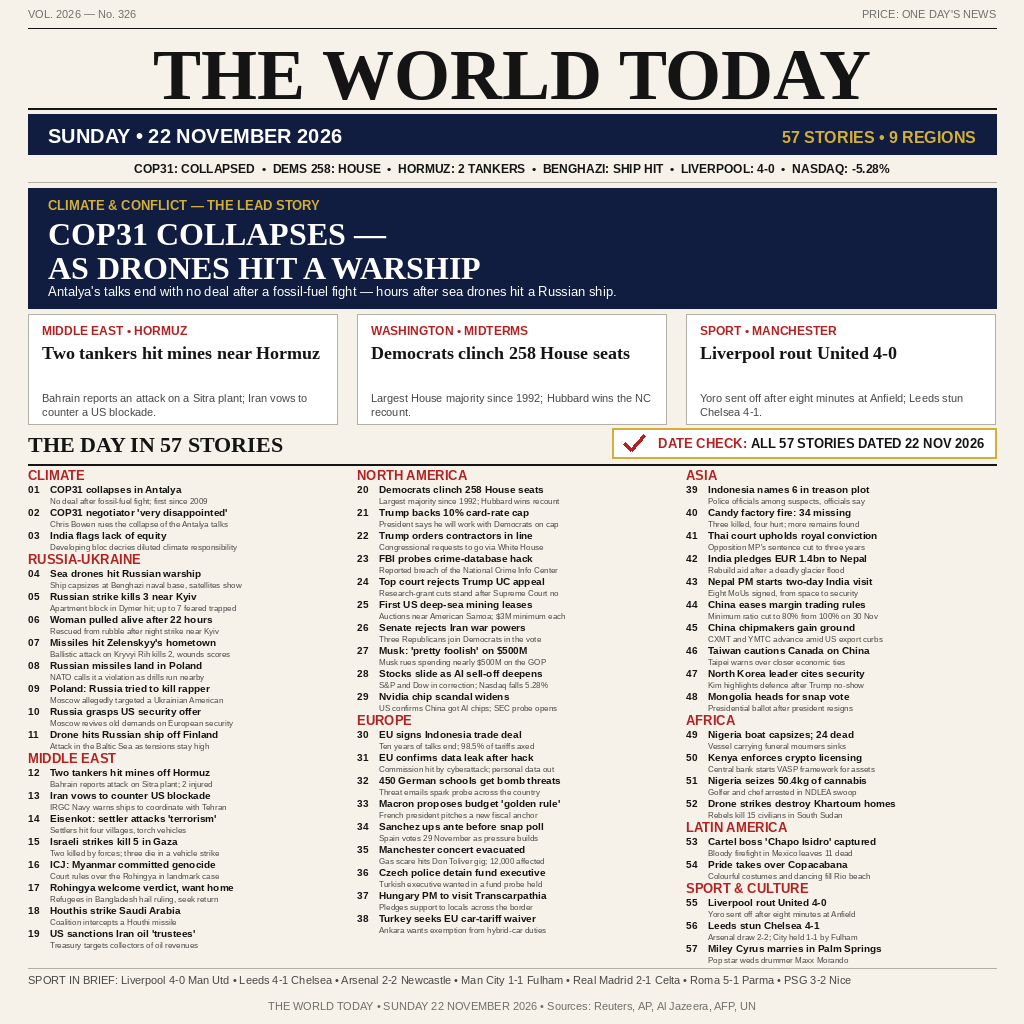 VOL. 2026 — No. 326
PRICE: ONE DAY'S NEWS
THE WORLD TODAY
SUNDAY • 22 NOVEMBER 2026
57 STORIES • 9 REGIONS
COP31: COLLAPSED • DEMS 258: HOUSE • HORMUZ: 2 TANKERS • BENGHAZI: SHIP HIT • LIVERPOOL: 4-0 • NASDAQ: -5.28%
CLIMATE & CONFLICT — THE LEAD STORY
COP31 COLLAPSES —
AS DRONES HIT A WARSHIP
Antalya's talks end with no deal after a fossil-fuel fight — hours after sea drones hit a Russian ship.
MIDDLE EAST • HORMUZ
Two tankers hit mines near Hormuz
Bahrain reports an attack on a Sitra plant; Iran vows to
counter a US blockade.
WASHINGTON • MIDTERMS
Democrats clinch 258 House seats
Largest House majority since 1992; Hubbard wins the NC
recount.
SPORT • MANCHESTER
Liverpool rout United 4-0
Yoro sent off after eight minutes at Anfield; Leeds stun
Chelsea 4-1.
THE DAY IN 57 STORIES
DATE CHECK: ALL 57 STORIES DATED 22 NOV 2026
CLIMATE
01 COP31 collapses in Antalya
No deal after fossil-fuel fight; first since 2009
02 COP31 negotiator 'very disappointed'
Chris Bowen rues the collapse of the Antalya talks
03 India flags lack of equity
Developing bloc decries diluted climate responsibility
RUSSIA-UKRAINE
04 Sea drones hit Russian warship
Ship capsizes at Benghazi naval base, satellites show
05 Russian strike kills 3 near Kyiv
Apartment block in Dymer hit; up to 7 feared trapped
06 Woman pulled alive after 22 hours
Rescued from rubble after night strike near Kyiv
07 Missiles hit Zelenskyy's hometown
Ballistic attack on Kryvyi Rih kills 2, wounds scores
08 Russian missiles land in Poland
NATO calls it a violation as drills run nearby
09 Poland: Russia tried to kill rapper
Moscow allegedly targeted a Ukrainian American
10 Russia grasps US security offer
Moscow revives old demands on European security
11 Drone hits Russian ship off Finland
Attack in the Baltic Sea as tensions stay high
MIDDLE EAST
12 Two tankers hit mines off Hormuz
Bahrain reports attack on Sitra plant; 2 injured
13 Iran vows to counter US blockade
IRGC Navy warns ships to coordinate with Tehran
14 Eisenkot: settler attacks 'terrorism'
Settlers hit four villages, torch vehicles
15 Israeli strikes kill 5 in Gaza
Two killed by forces; three die in a vehicle strike
16 ICJ: Myanmar committed genocide
Court rules over the Rohingya in landmark case
17 Rohingya welcome verdict, want home
Refugees in Bangladesh hail ruling, seek return
18 Houthis strike Saudi Arabia
Coalition intercepts a Houthi missile
19 US sanctions Iran oil 'trustees'
Treasury targets collectors of oil revenues
NORTH AMERICA
20 Democrats clinch 258 House seats
Largest majority since 1992; Hubbard wins recount
21 Trump backs 10% card-rate cap
President says he will work with Democrats on cap
22 Trump orders contractors in line
Congressional requests to go via White House
23 FBI probes crime-database hack
Reported breach of the National Crime Info Center
24 Top court rejects Trump UC appeal
Research-grant cuts stand after Supreme Court no
25 First US deep-sea mining leases
Auctions near American Samoa; $3M minimum each
26 Senate rejects Iran war powers
Three Republicans join Democrats in the vote
27 Musk: 'pretty foolish' on $500M
Musk rues spending nearly $500M on the GOP
28 Stocks slide as AI sell-off deepens
S&P and Dow in correction; Nasdaq falls 5.28%
29 Nvidia chip scandal widens
US confirms China got AI chips; SEC probe opens
EUROPE
30 EU signs Indonesia trade deal
Ten years of talks end; 98.5% of tariffs axed
31 EU confirms data leak after hack
Commission hit by cyberattack; personal data out
32 450 German schools get bomb threats
Threat emails spark probe across the country
33 Macron proposes budget 'golden rule'
French president pitches a new fiscal anchor
34 Sanchez ups ante before snap poll
Spain votes 29 November as pressure builds
35 Manchester concert evacuated
Gas scare hits Don Toliver gig; 12,000 affected
36 Czech police detain fund executive
Turkish executive wanted in a fund probe held
37 Hungary PM to visit Transcarpathia
Pledges support to locals across the border
38 Turkey seeks EU car-tariff waiver
Ankara wants exemption from hybrid-car duties
ASIA
39 Indonesia names 6 in treason plot
Police officials among suspects, officials say
40 Candy factory fire: 34 missing
Three killed, four hurt; more remains found
41 Thai court upholds royal conviction
Opposition MP's sentence cut to three years
42 India pledges EUR 1.4bn to Nepal
Rebuild aid after a deadly glacier flood
43 Nepal PM starts two-day India visit
Eight MoUs signed, from space to security
44 China eases margin trading rules
Minimum ratio cut to 80% from 100% on 30 Nov
45 China chipmakers gain ground
CXMT and YMTC advance amid US export curbs
46 Taiwan cautions Canada on China
Taipei warns over closer economic ties
47 North Korea leader cites security
Kim highlights defence after Trump no-show
48 Mongolia heads for snap vote
Presidential ballot after president resigns
AFRICA
49 Nigeria boat capsizes; 24 dead
Vessel carrying funeral mourners sinks
50 Kenya enforces crypto licensing
Central bank starts VASP framework for assets
51 Nigeria seizes 50.4kg of cannabis
Golfer and chef arrested in NDLEA swoop
52 Drone strikes destroy Khartoum homes
Rebels kill 15 civilians in South Sudan
LATIN AMERICA
53 Cartel boss 'Chapo Isidro' captured
Bloody firefight in Mexico leaves 11 dead
54 Pride takes over Copacabana
Colourful costumes and dancing fill Rio beach
SPORT & CULTURE
55 Liverpool rout United 4-0
Yoro sent off after eight minutes at Anfield
56 Leeds stun Chelsea 4-1
Arsenal draw 2-2; City held 1-1 by Fulham
57 Miley Cyrus marries in Palm Springs
Pop star weds drummer Maxx Morando
SPORT IN BRIEF: Liverpool 4-0 Man Utd • Leeds 4-1 Chelsea • Arsenal 2-2 Newcastle • Man City 1-1 Fulham • Real Madrid 2-1 Celta • Roma 5-1 Parma • PSG 3-2 Nice
THE WORLD TODAY • SUNDAY 22 NOVEMBER 2026 • Sources: Reuters, AP, Al Jazeera, AFP, UN